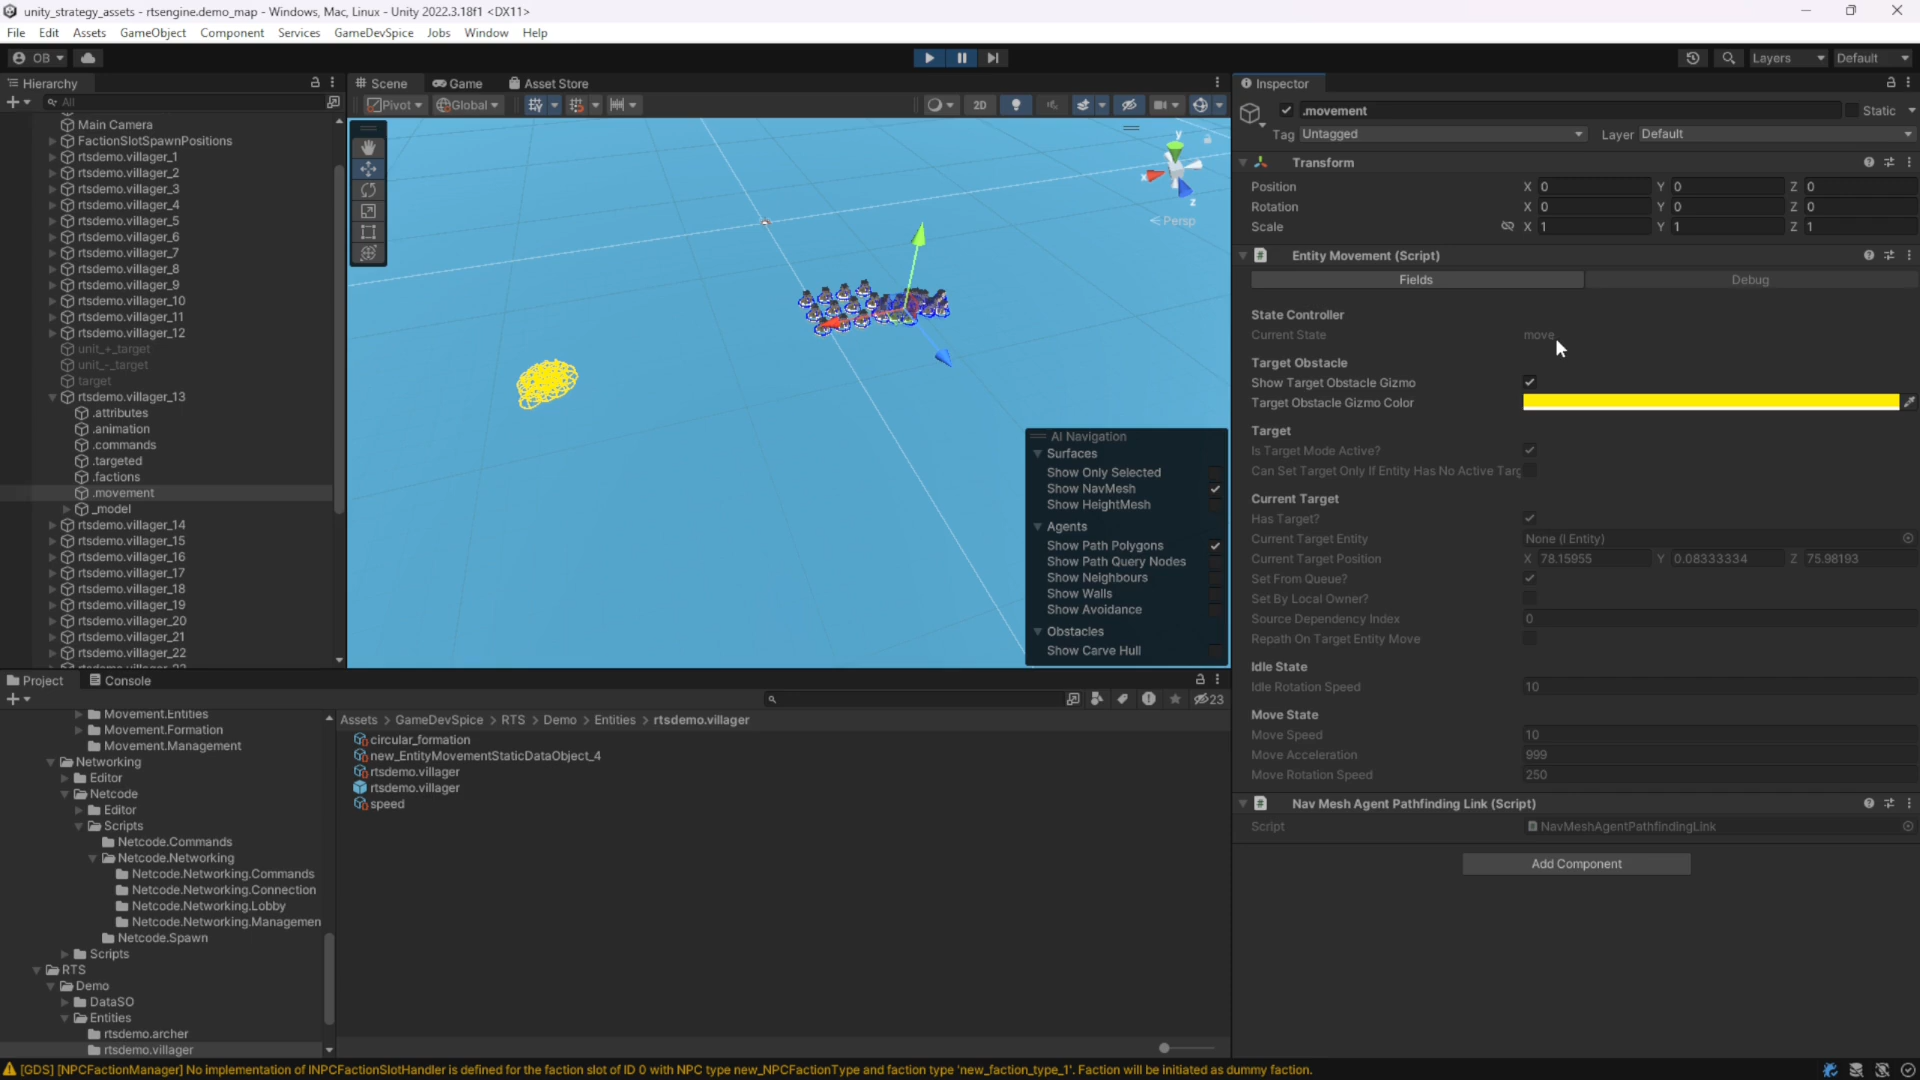 unity_strategy_assets - rtsengine.demo_map - Windows, Mac, Linux - Unity 2022.3.18f1 <DX11>
File Edit Assets GameObject Component Services GameDevSpice Jobs Window Help
OB
Layers Default
Hierarchy
All
Main Camera
FactionSlotSpawnPositions
rtsdemo.villager_1
rtsdemo.villager_2
rtsdemo.villager_3
rtsdemo.villager_4
rtsdemo.villager_5
rtsdemo.villager_6
rtsdemo.villager_7
rtsdemo.villager_8
rtsdemo.villager_9
rtsdemo.villager_10
rtsdemo.villager_11
rtsdemo.villager_12
unit_+_target
unit_-_target
target
rtsdemo.villager_13
.attributes
.animation
.commands
.targeted
.factions
.movement
_model
rtsdemo.villager_14
rtsdemo.villager_15
rtsdemo.villager_16
rtsdemo.villager_17
rtsdemo.villager_18
rtsdemo.villager_19
rtsdemo.villager_20
rtsdemo.villager_21
rtsdemo.villager_22
Scene Game Asset Store
Pivot Global 2D
y
x
z
Persp
AI Navigation
Surfaces
Show Only Selected
Show NavMesh
Show HeightMesh
Agents
Show Path Polygons
Show Path Query Nodes
Show Neighbours
Show Walls
Show Avoidance
Obstacles
Show Carve Hull
Inspector
.movement Static
Tag Untagged Layer Default
Transform
Position X 0 Y 0 Z 0
Rotation X 0 Y 0 Z 0
Scale X 1 Y 1 Z 1
Entity Movement (Script)
Fields Debug
State Controller
Current State move
Target Obstacle
Show Target Obstacle Gizmo
Target Obstacle Gizmo Color
Target
Is Target Mode Active?
Can Set Target Only If Entity Has No Active Targ
Current Target
Has Target?
Current Target Entity None (I Entity)
Current Target Position X 78.15955 Y 0.08333334 Z 75.98193
Set From Queue?
Set By Local Owner?
Source Dependency Index 0
Repath On Target Entity Move
Idle State
Idle Rotation Speed 10
Move State
Move Speed 10
Move Acceleration 999
Move Rotation Speed 250
Nav Mesh Agent Pathfinding Link (Script)
Script NavMeshAgentPathfindingLink
Add Component
Project Console
23
Movement.Entities
Movement.Formation
Movement.Management
Networking
Editor
Netcode
Editor
Scripts
Netcode.Commands
Netcode.Networking
Netcode.Networking.Commands
Netcode.Networking.Connection
Netcode.Networking.Lobby
Netcode.Networking.Managemen
Netcode.Spawn
Scripts
RTS
Demo
DataSO
Entities
rtsdemo.archer
rtsdemo.villager
Assets > GameDevSpice > RTS > Demo > Entities > rtsdemo.villager
circular_formation
new_EntityMovementStaticDataObject_4
rtsdemo.villager
rtsdemo.villager
speed
[GDS] [NPCFactionManager] No implementation of INPCFactionSlotHandler is defined for the faction slot of ID 0 with NPC type new_NPCFactionType and faction type 'new_faction_type_1'. Faction will be initiated as dummy faction.